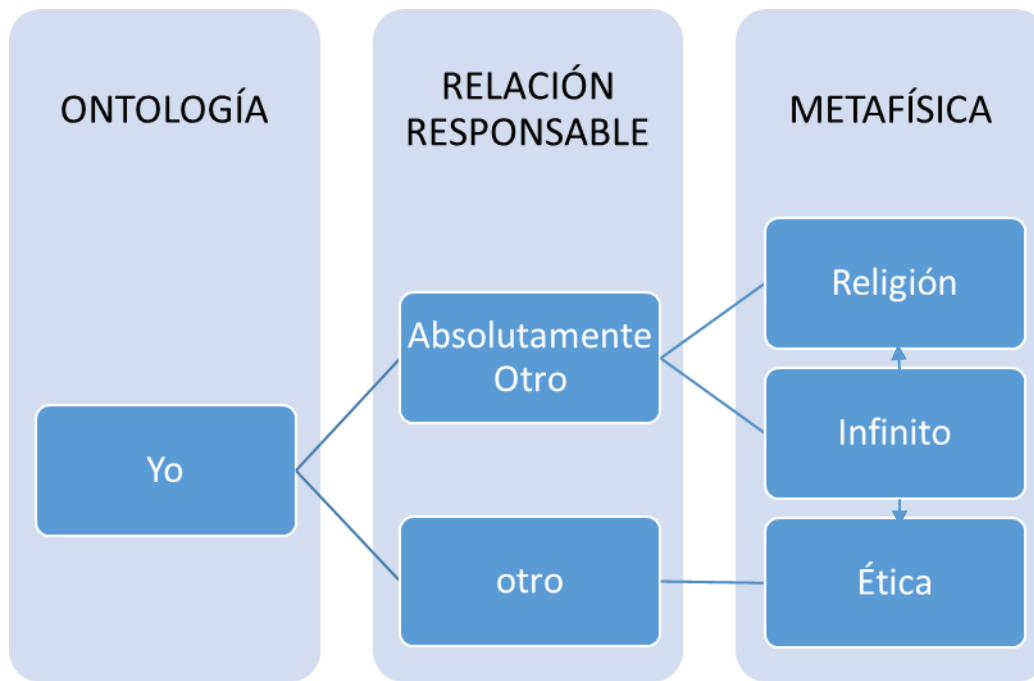 ONTOLOGÍA
RELACIÓN
RESPONSABLE
METAFÍSICA
Yo
Absolutamente
Otro
otro
Religión
Infinito
Ética